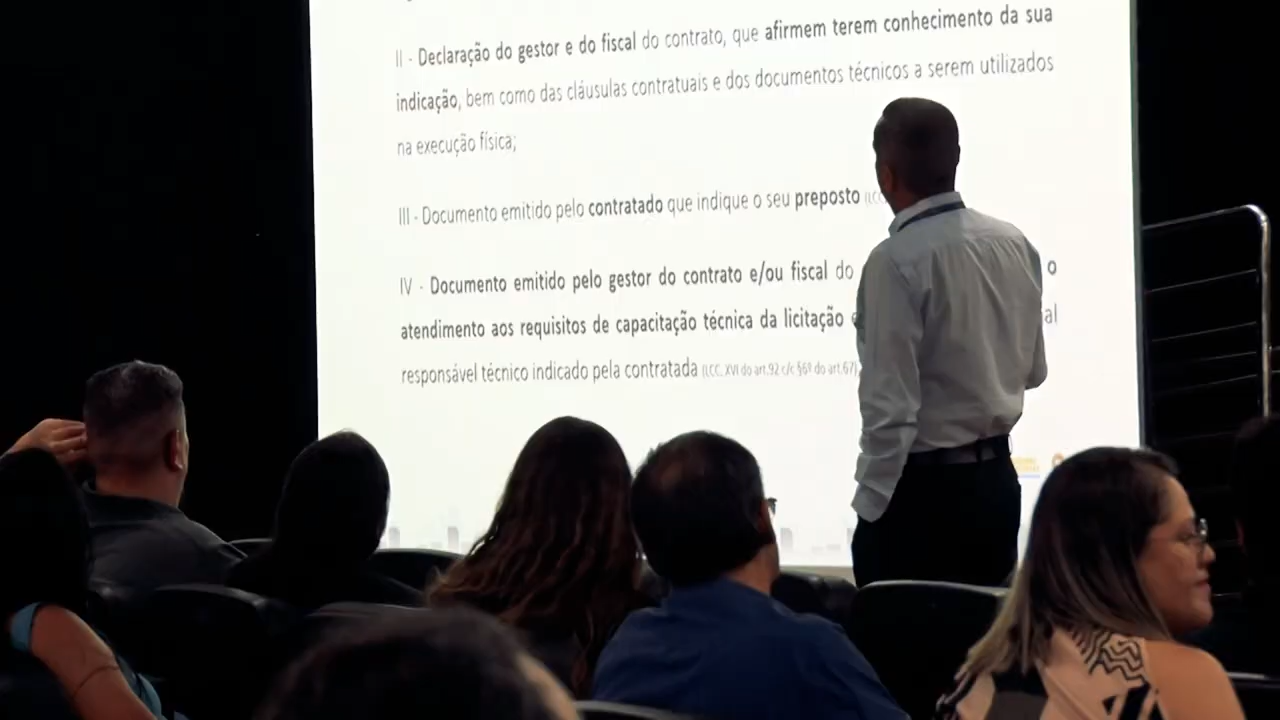 II - Declaração do gestor e do fiscal do contrato, que afirmem terem conhecimento da sua
indicação, bem como das cláusulas contratuais e dos documentos técnicos a serem utilizados
na execução física;
III - Documento emitido pelo contratado que indique o seu preposto (LCC
IV - Documento emitido pelo gestor do contrato e/ou fiscal do o
atendimento aos requisitos de capacitação técnica da licitação
responsável técnico indicado pela contratada (LCC, XVI do art.92 c/c §6º do art.67)